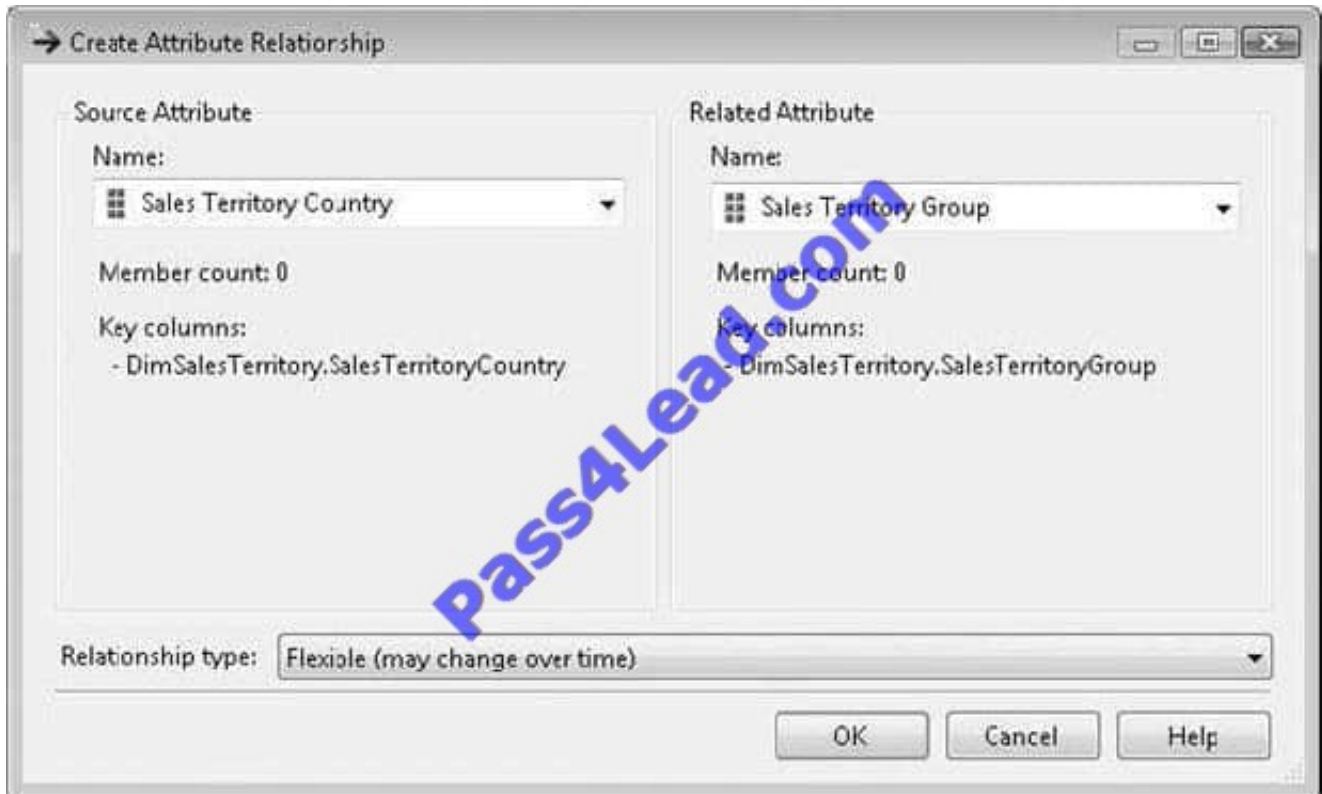 Create Attribute Relationship
Source Attribute
Name:
Sales Territory Country
Member count: 0
Key columns:
- DimSalesTerritory.SalesTerritoryCountry
Related Attribute
Name:
Sales Territory Group
Member count: 0
Key columns:
- DimSalesTerritory.SalesTerritoryGroup
Pass4Lead.com
Relationship type: Flexible (may change over time)
OK Cancel Help